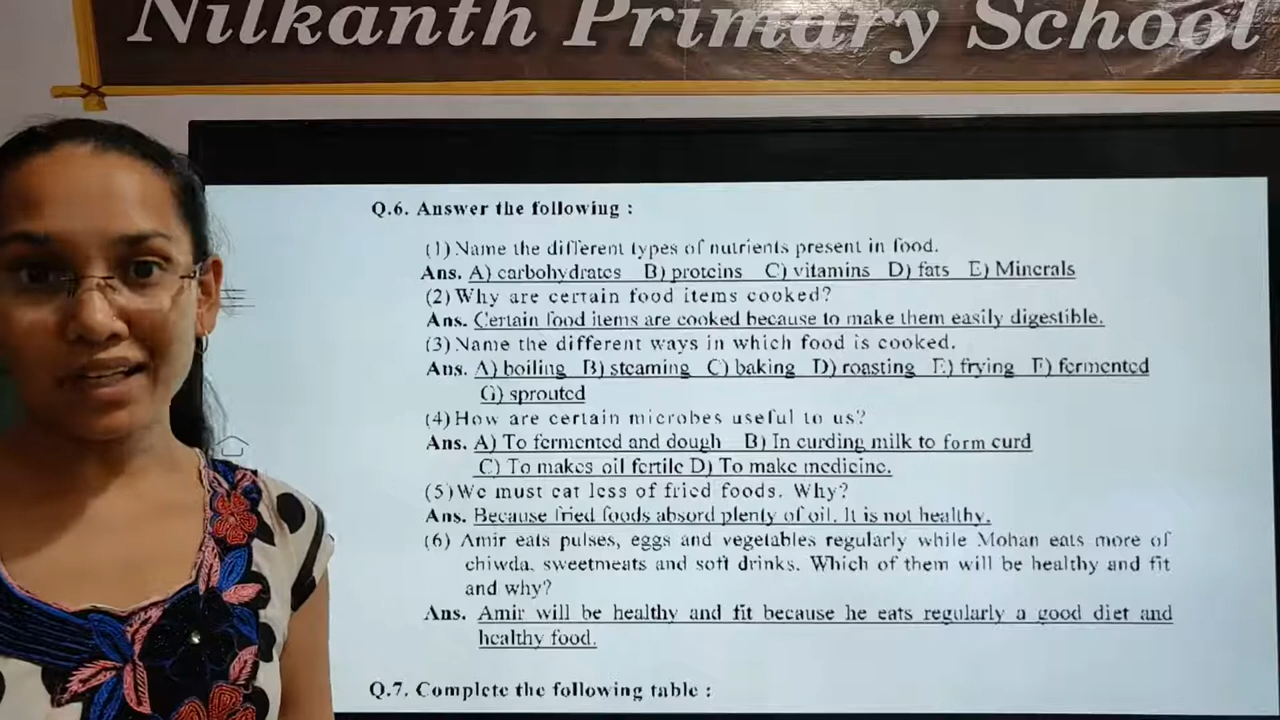 Nilkanth Primary School
Q.6. Answer the following :
(1) Name the different types of nutrients present in food.
Ans. A) carbohydrates B) proteins C) vitamins D) fats E) Minerals
(2) Why are certain food items cooked?
Ans. Certain food items are cooked because to make them easily digestible.
(3) Name the different ways in which food is cooked.
Ans. A) boiling B) steaming C) baking D) roasting E) frying F) fermented
G) sprouted
(4) How are certain microbes useful to us?
Ans. A) To fermented and dough B) In curding milk to form curd
C) To makes oil fertile D) To make medicine.
(5) We must eat less of fried foods. Why?
Ans. Because fried foods absord plenty of oil. It is not healthy.
(6) Amir eats pulses, eggs and vegetables regularly while Mohan eats more of
chiwda, sweetmeats and soft drinks. Which of them will be healthy and fit
and why?
Ans. Amir will be healthy and fit because he eats regularly a good diet and
healthy food.
Q.7. Complete the following table :